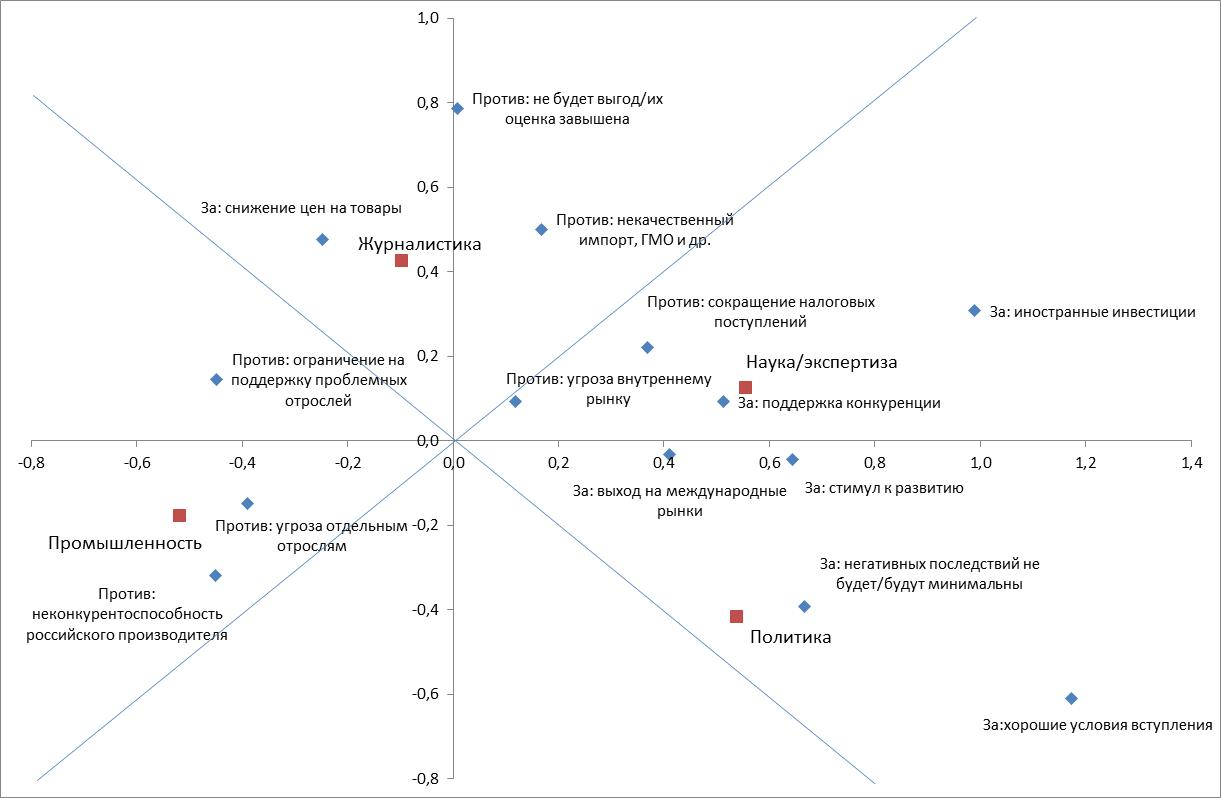 1,0
Против: не будет выгод/их
оценка завышена
0,8
0,6
За: снижение цен на товары
Против: некачественный
импорт, ГМО и др.
Журналистика
0,4
Против: сокращение налоговых
поступлений
За: иностранные инвестиции
0,2
Против: ограничение на
поддержку проблемных
отрослей
Наука/экспертиза
Против: угроза внутреннему
рынку
За: поддержка конкуренции
0,0
-0,8 -0,6 -0,4 -0,2 0,0 0,2 0,4 0,6 0,8 1,0 1,2 1,4
За: выход на международные
рынки
За: стимул к развитию
-0,2
Против: угроза отдельным
отрослям
Промышленность
За: негативных последствий не
будет/будут минимальны
Против:
неконкурентоспособность
российского производителя
-0,4
Политика
-0,6
За:хорошие условия вступления
-0,8